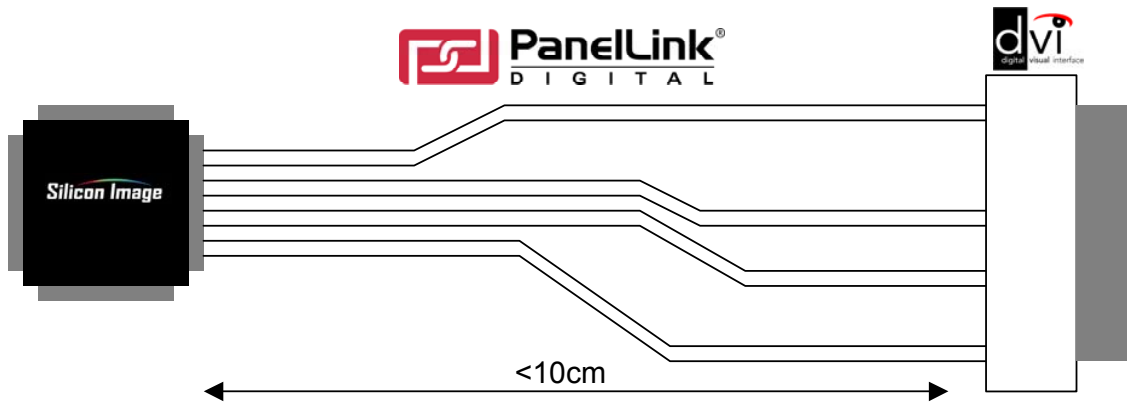 PanelLink®
DIGITAL
dvi
digital visual interface
Silicon Image
<10cm